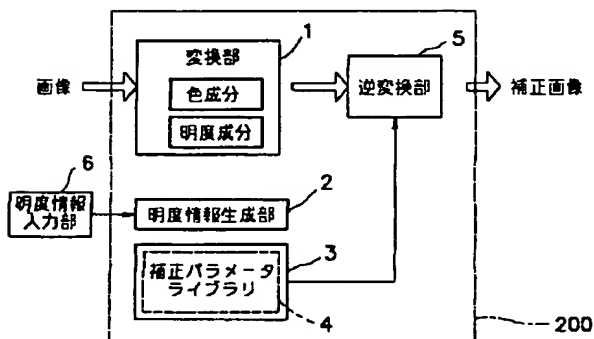 1
5
変換部
画像
色成分
明度成分
逆変換部
補正画像
6
明度情報
入力部
2
明度情報生成部
3
補正パラメータ
ライブラリ
4
200